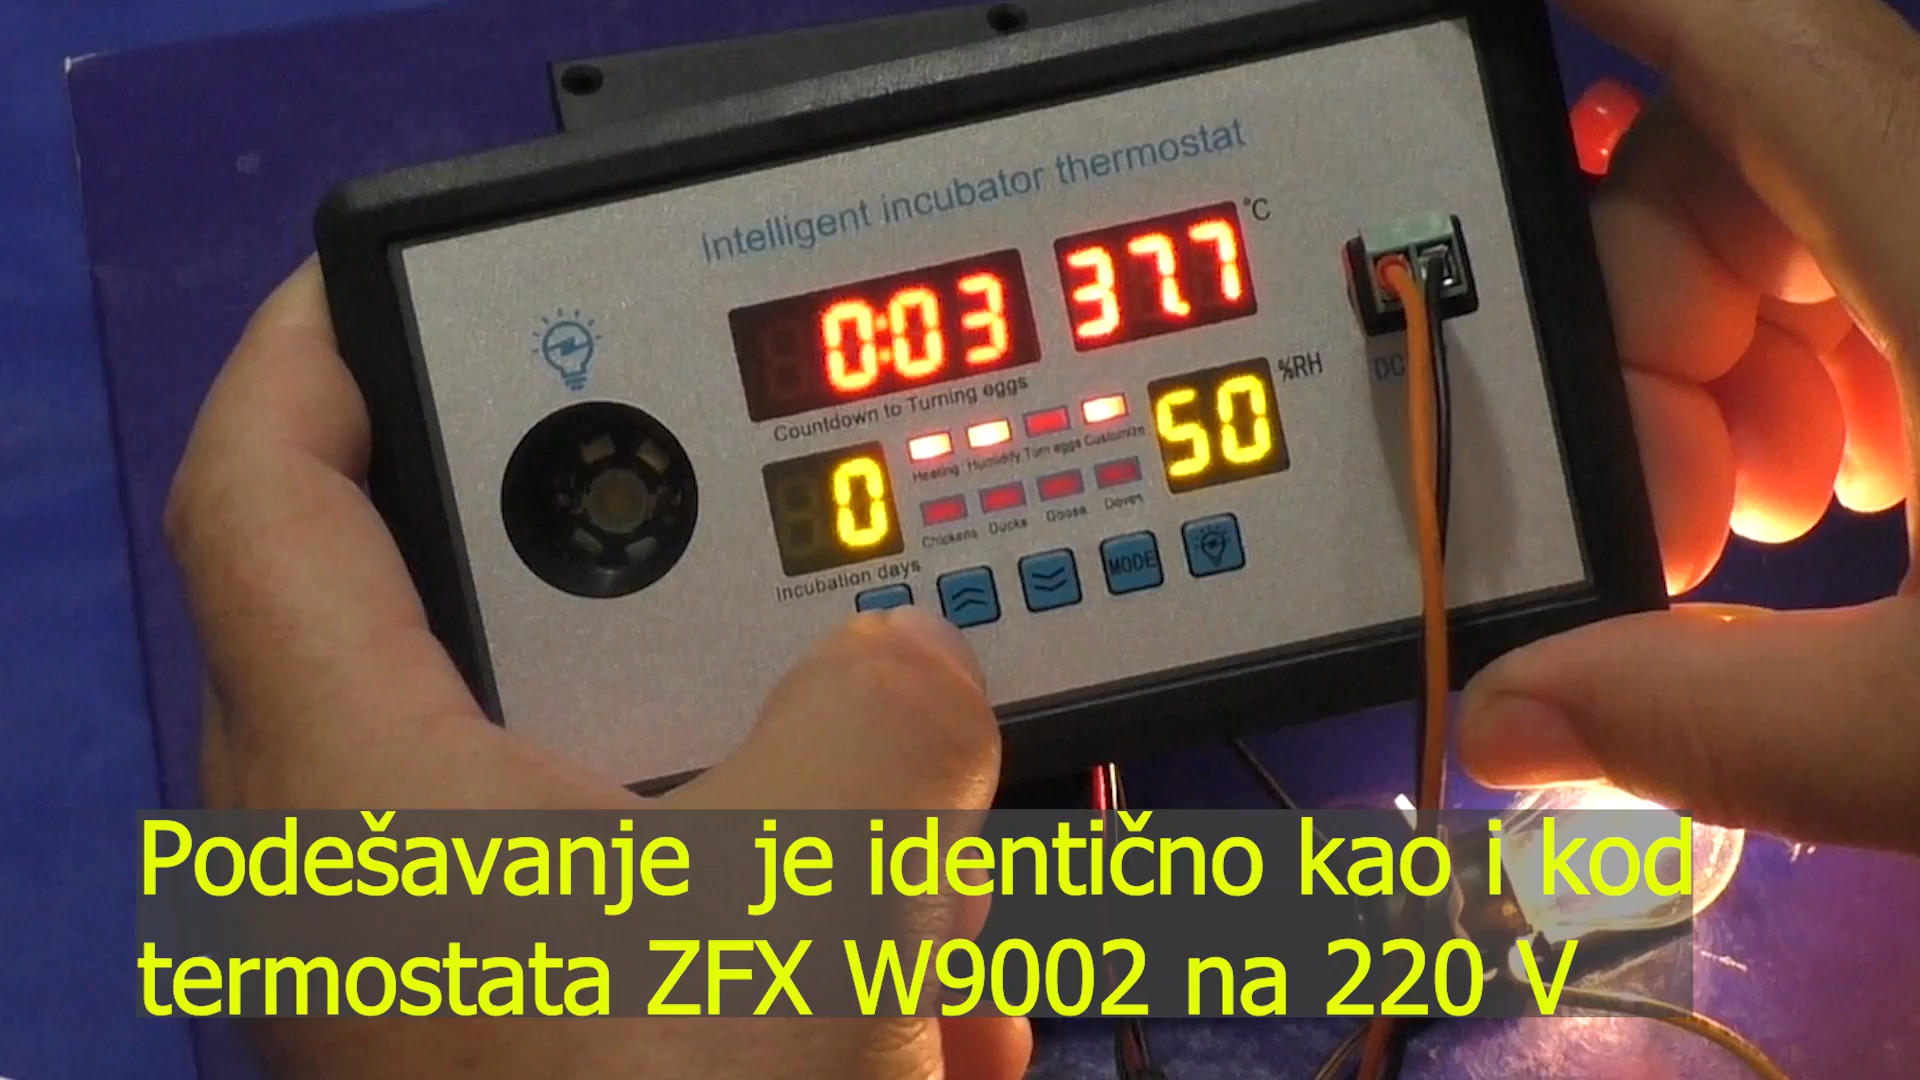 Intelligent incubator thermostat
0:03 37.7 °C
Countdown to Turning eggs
Heating Humidify Turn eggs Customize
50 %RH
0
Chickens Ducks Goose Doves
Incubation days
MODE
DC
Podešavanje je identično kao i kod
termostata ZFX W9002 na 220 V